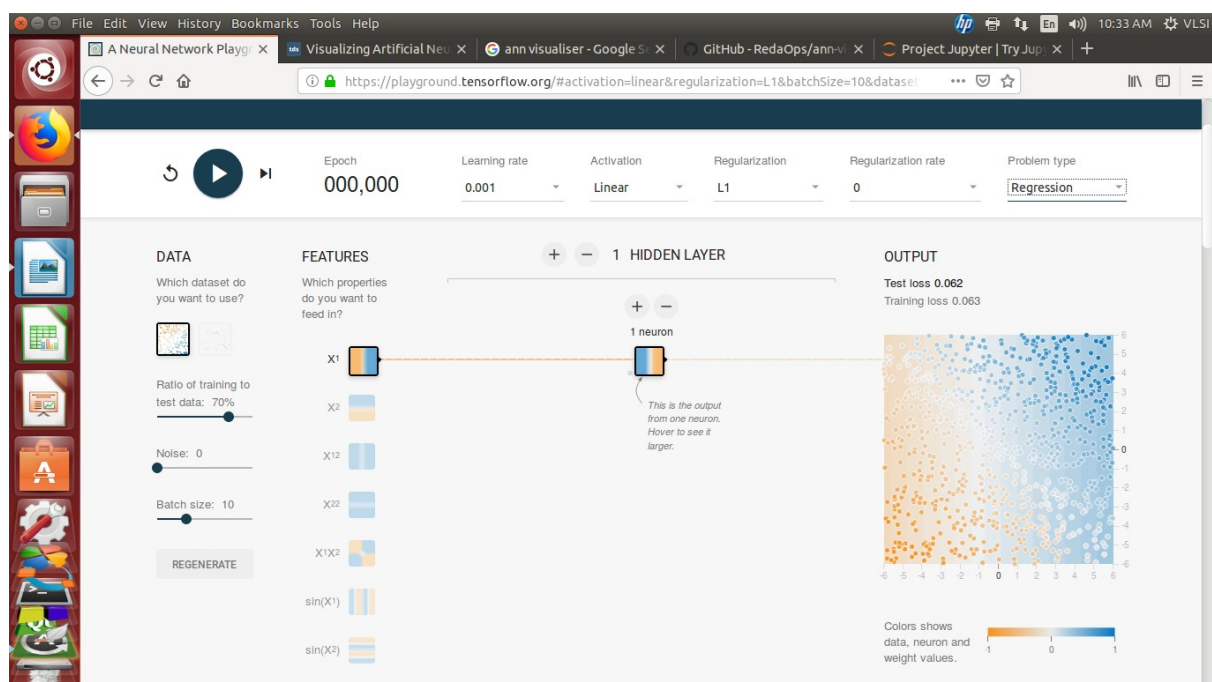 File Edit View History Bookmarks Tools Help
hp En 10:33 AM VLSI
A Neural Network Playgr × tds Visualizing Artificial Neu × ann visualiser - Google Se × GitHub - RedaOps/ann-vi × Project Jupyter | Try Jup × +
https://playground.tensorflow.org/#activation=linear&regularization=L1&batchSize=10&dataset
Epoch
000,000
Learning rate
0.001
Activation
Linear
Regularization
L1
Regularization rate
0
Problem type
Regression
DATA
Which dataset do
you want to use?
Ratio of training to
test data: 70%
Noise: 0
Batch size: 10
REGENERATE
FEATURES
Which properties
do you want to
feed in?
X1
X2
X12
X22
X1X2
sin(X1)
sin(X2)
+ − 1 HIDDEN LAYER
+ −
1 neuron
This is the output
from one neuron.
Hover to see it
larger.
OUTPUT
Test loss 0.062
Training loss 0.063
6
5
4
3
2
1
0
-1
-2
-3
-4
-5
-6
-6 -5 -4 -3 -2 -1 0 1 2 3 4 5 6
Colors shows
data, neuron and
weight values.
-1 0 1